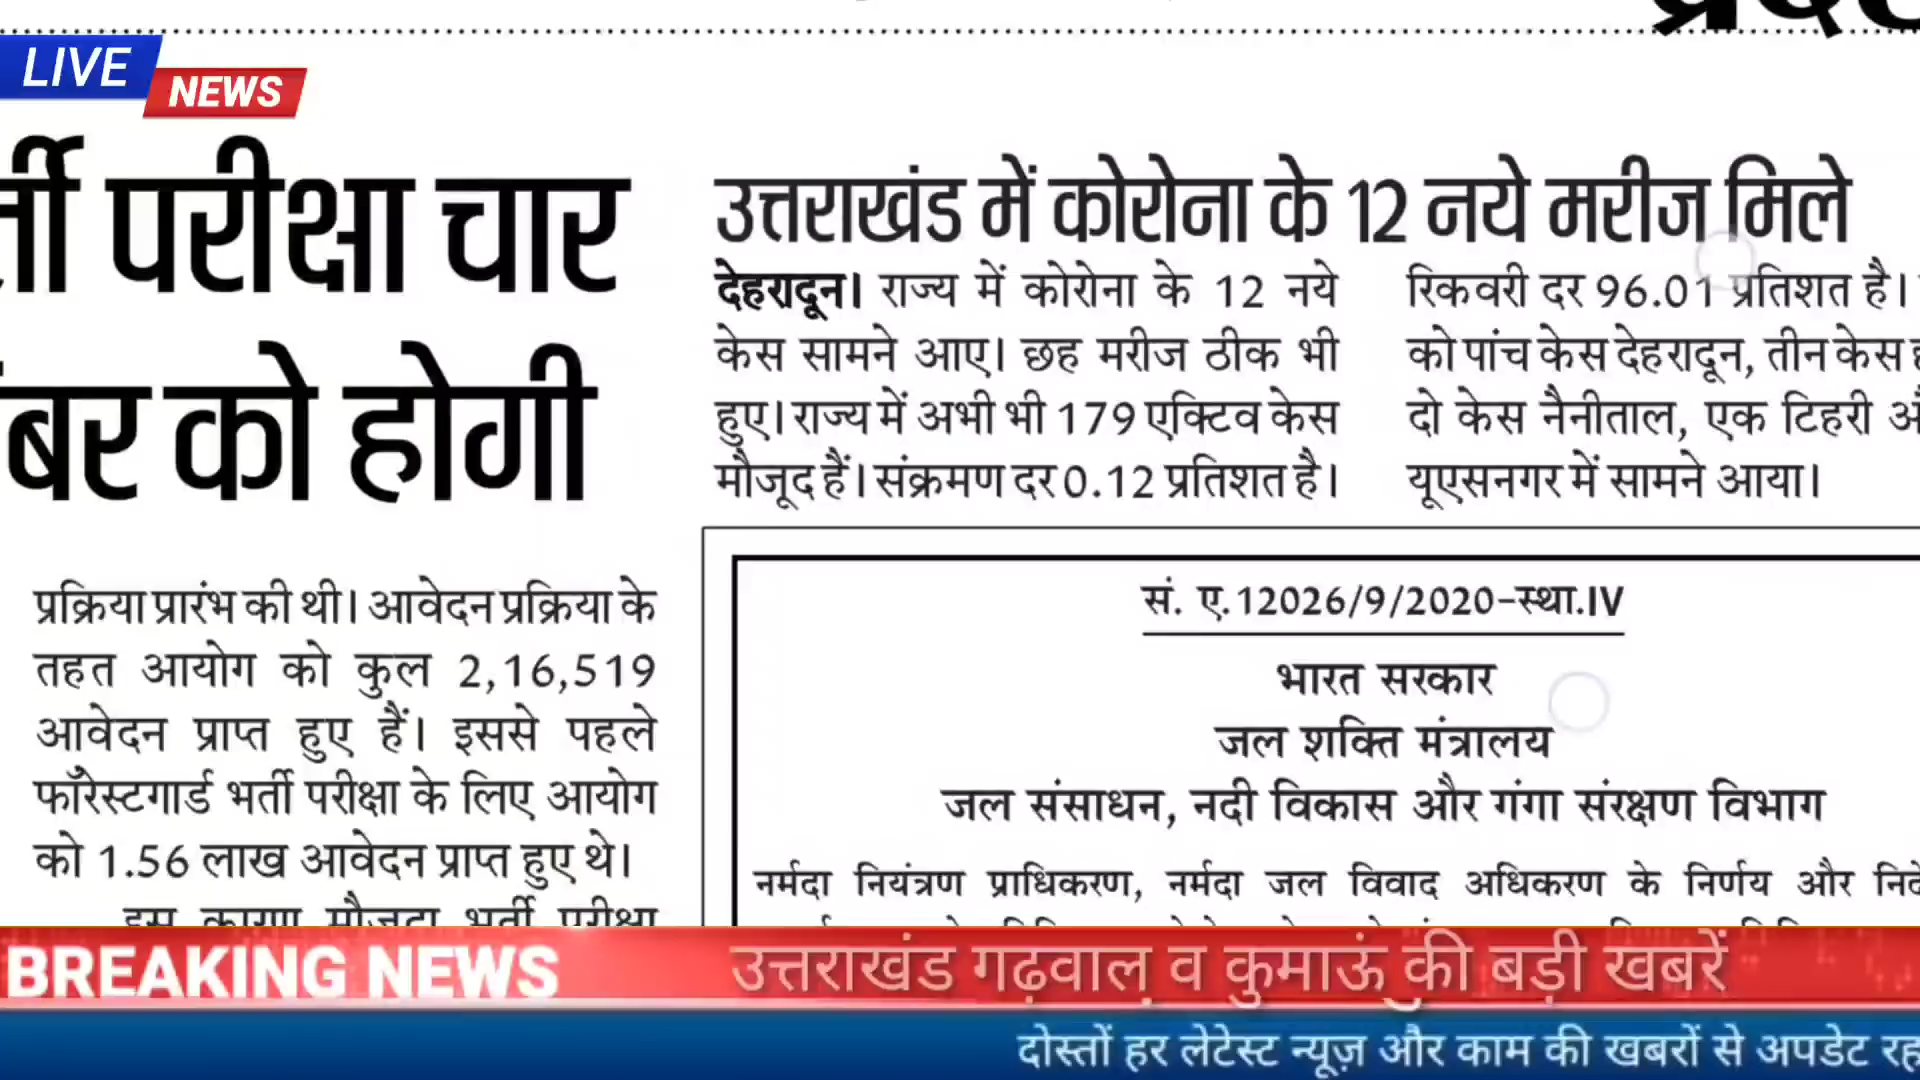 LIVE
NEWS
परीक्षा चार
को होगी
प्रक्रिया प्रारंभ की थी। आवेदन प्रक्रिया के
तहत आयोग को कुल 2,16,519
आवेदन प्राप्त हुए हैं। इससे पहले
फॉरेस्टगार्ड भर्ती परीक्षा के लिए आयोग
को 1.56 लाख आवेदन प्राप्त हुए थे।
इस कारण मौजूदा भर्ती परीक्षा
उत्तराखंड में कोरोना के 12 नये मरीज मिले
देहरादून। राज्य में कोरोना के 12 नये
केस सामने आए। छह मरीज ठीक भी
हुए। राज्य में अभी भी 179 एक्टिव केस
मौजूद हैं। संक्रमण दर 0.12 प्रतिशत है।
रिकवरी दर 96.01 प्रतिशत है।
को पांच केस देहरादून, तीन केस
दो केस नैनीताल, एक टिहरी
यूएसनगर में सामने आया।
सं. ए.12026/9/2020-स्था.IV
भारत सरकार
जल शक्ति मंत्रालय
जल संसाधन, नदी विकास और गंगा संरक्षण विभाग
नर्मदा नियंत्रण प्राधिकरण, नर्मदा जल विवाद अधिकरण के निर्णय और
BREAKING NEWS
उत्तराखंड गढ़वाल व कुमाऊं की बड़ी खबरें
दोस्तों हर लेटेस्ट न्यूज़ और काम की खबरों से अपडेट